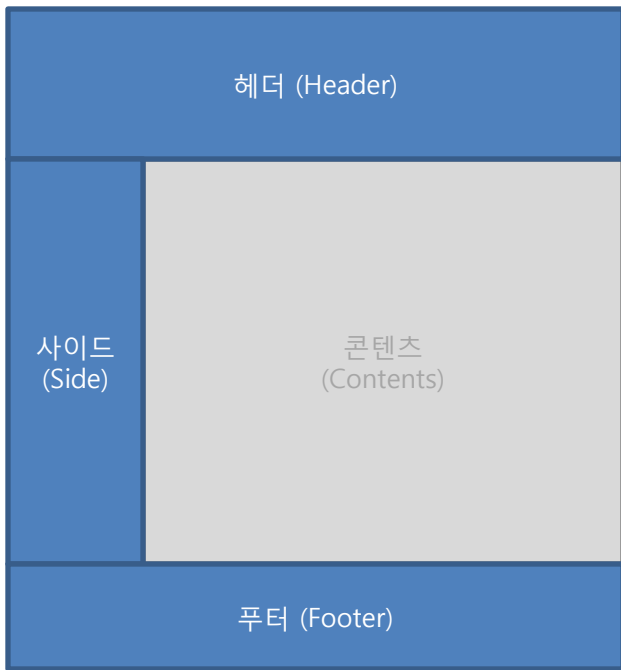 헤더 (Header)
사이드
(Side)
콘텐츠
(Contents)
푸터 (Footer)